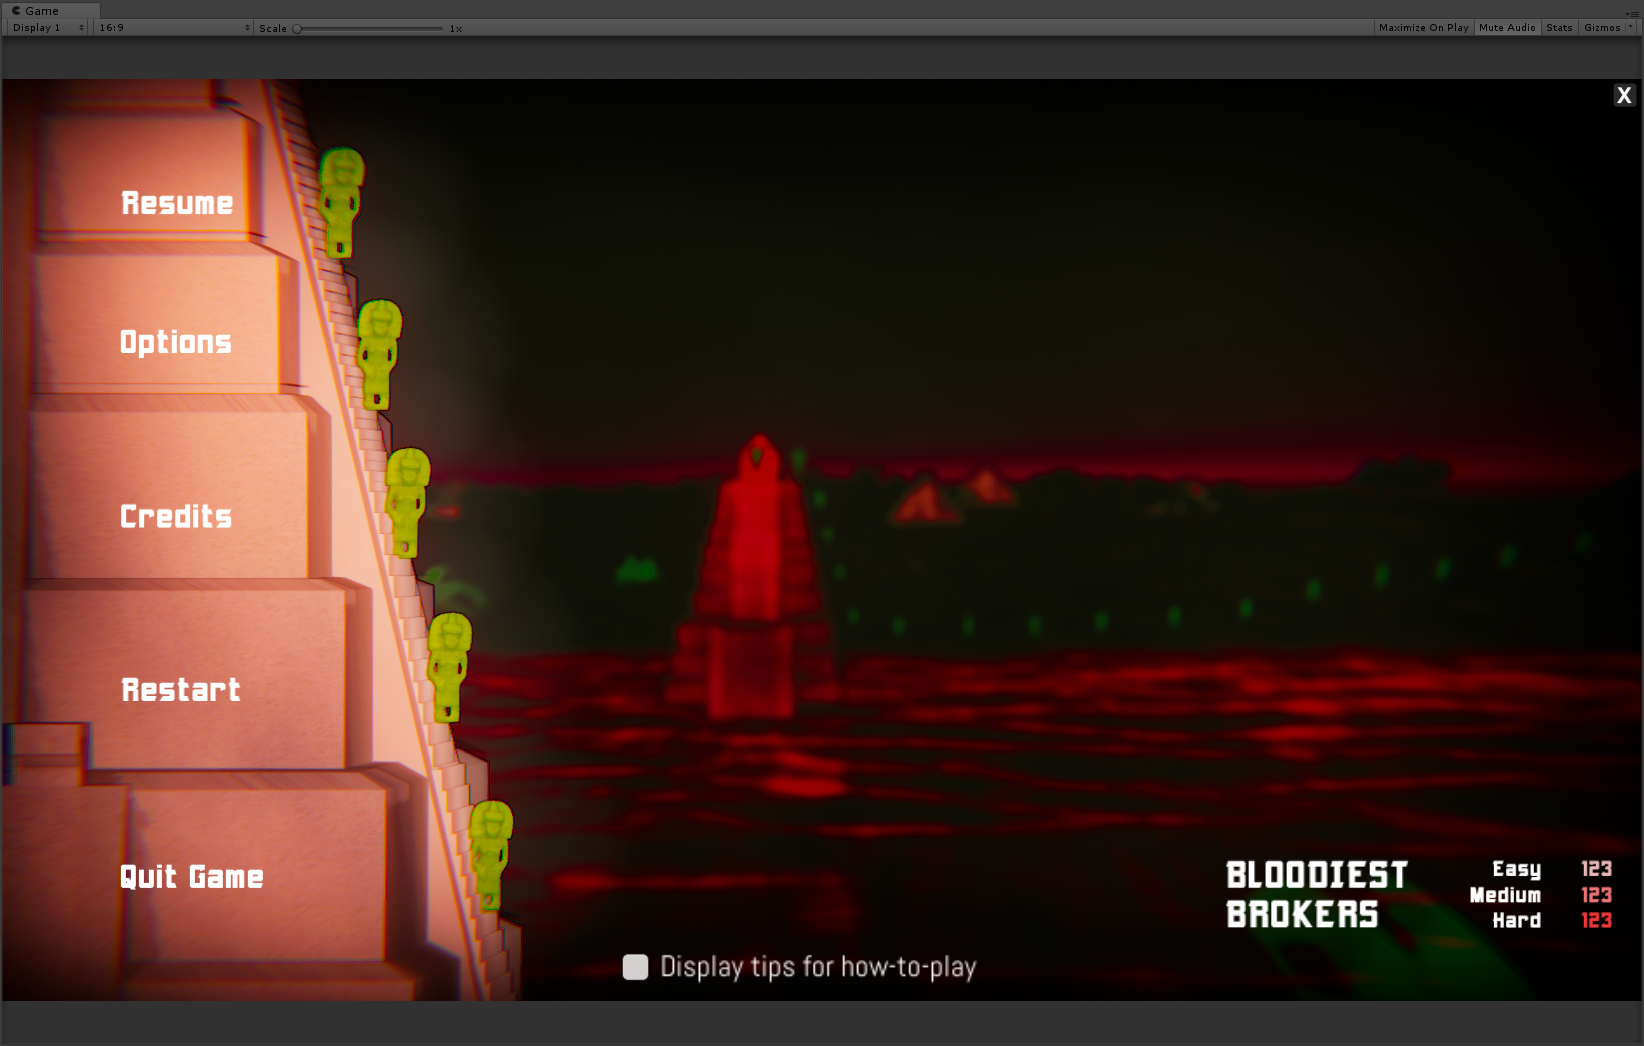 Game
Display 1 16:9 Scale 1x Maximize On Play Mute Audio Stats Gizmos
X
Resume
Options
Credits
Restart
Quit Game
BLOODIEST
BROKERS
Easy 123
Medium 123
Hard 123
Display tips for how-to-play